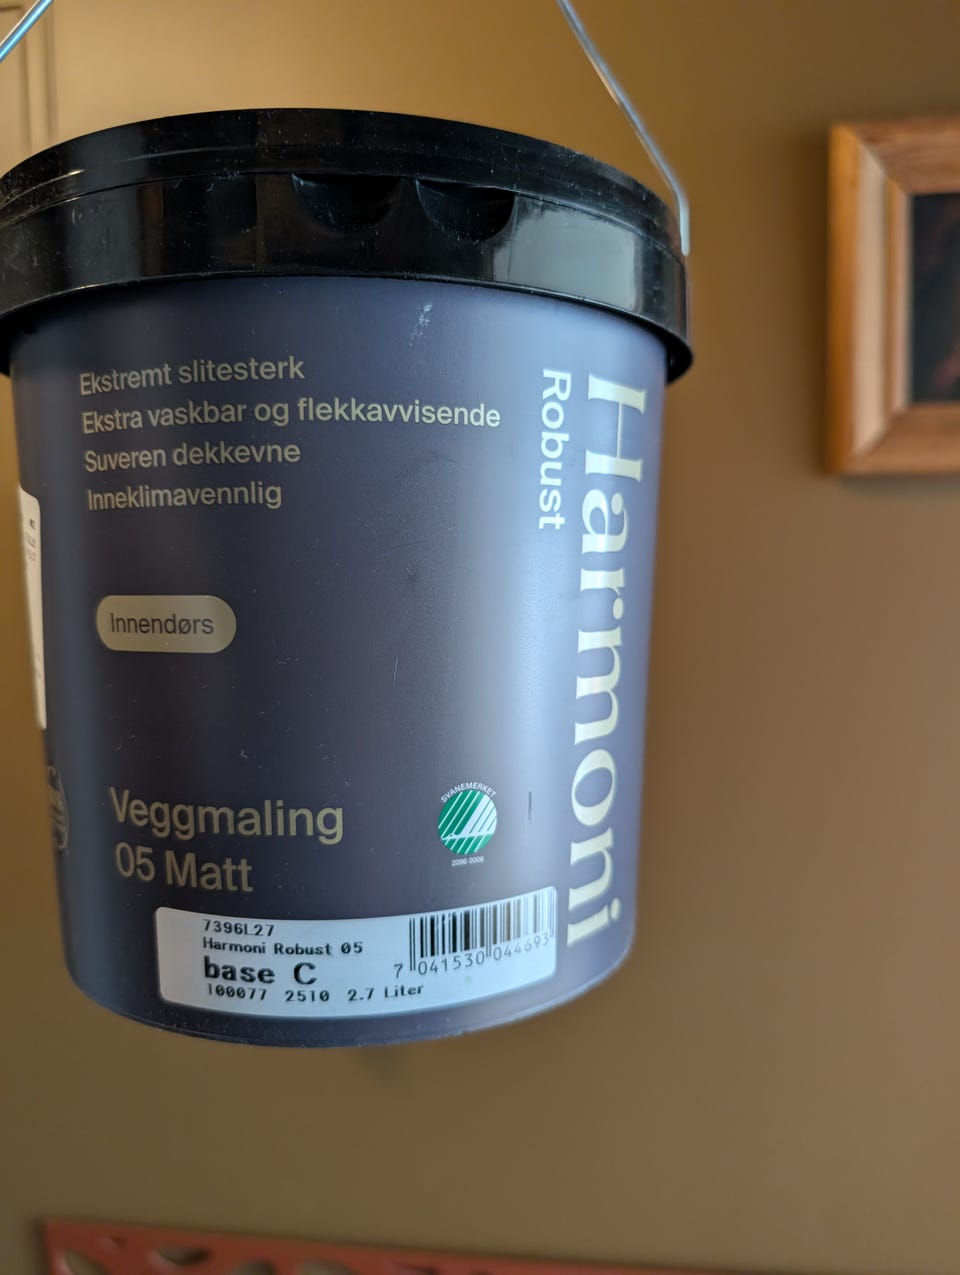 Ekstremt slitesterk
Ekstra vaskbar og flekkavvisende
Suveren dekkevne
Inneklimavennlig
Harmoni
Robust
Innendørs
Veggmaling
05 Matt
SVANEMERKET
2096 0006
7396L27
Harmoni Robust 05
base C
100077 2510 2.7 Liter
7 041530 044693